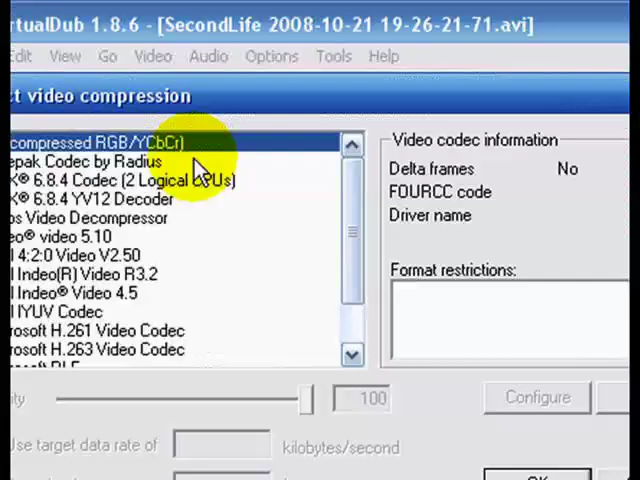 rtualDub 1.8.6 - [SecondLife 2008-10-21 19-26-21-71.avi]
Edit View Go Video Audio Options Tools Help
ct video compression
compressed RGB/YCbCr)
epak Codec by Radius
X® 6.8.4 Codec (2 Logical CPUs)
X® 6.8.4 YV12 Decoder
os Video Decompressor
eo® video 5.10
l 4:2:0 Video V2.50
l Indeo(R) Video R3.2
l Indeo® Video 4.5
l IYUV Codec
rosoft H.261 Video Codec
rosoft H.263 Video Codec
rosoft RLE
Video codec information
Delta frames No
FOURCC code
Driver name
Format restrictions:
ity 100 Configure
Use target data rate of kilobytes/second
OK